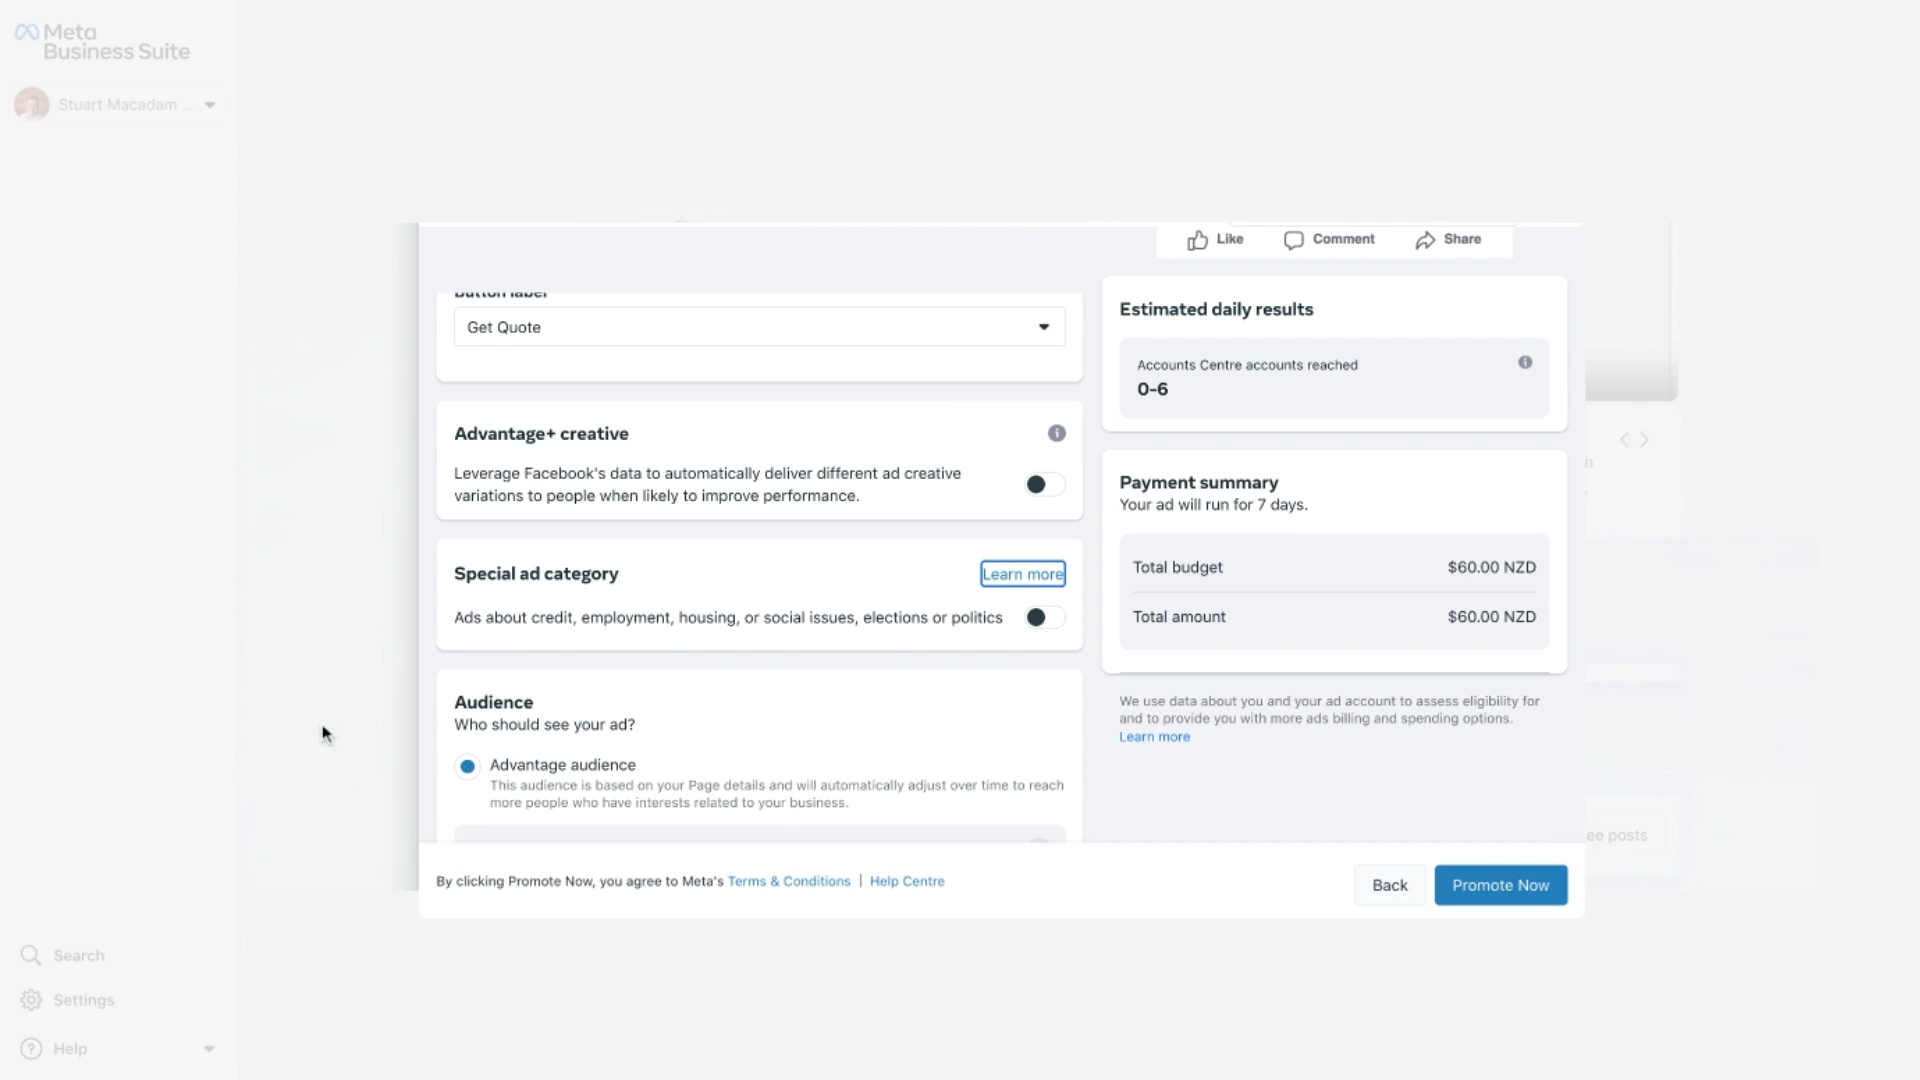 Meta
Business Suite
Stuart Macadam ...
Like
Comment
Share
Button label
Get Quote
Estimated daily results
Accounts Centre accounts reached
0-6
Advantage+ creative
Leverage Facebook's data to automatically deliver different ad creative
variations to people when likely to improve performance.
Payment summary
Your ad will run for 7 days.
Total budget
$60.00 NZD
Total amount
$60.00 NZD
Special ad category
Learn more
Ads about credit, employment, housing, or social issues, elections or politics
Audience
Who should see your ad?
Advantage audience
This audience is based on your Page details and will automatically adjust over time to reach
more people who have interests related to your business.
We use data about you and your ad account to assess eligibility for
and to provide you with more ads billing and spending options.
Learn more
ee posts
By clicking Promote Now, you agree to Meta's Terms & Conditions | Help Centre
Back
Promote Now
Search
Settings
Help